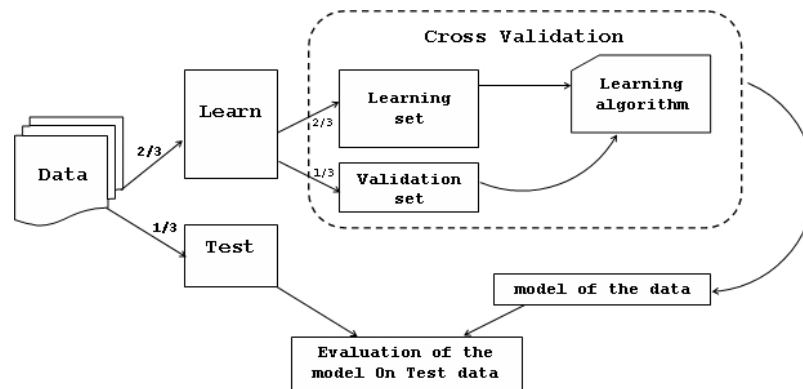 Cross Validation
Data
2/3
1/3
Learn
Test
2/3
1/3
Learning
set
Validation
set
Learning
algorithm
model of the data
Evaluation of the
model On Test data